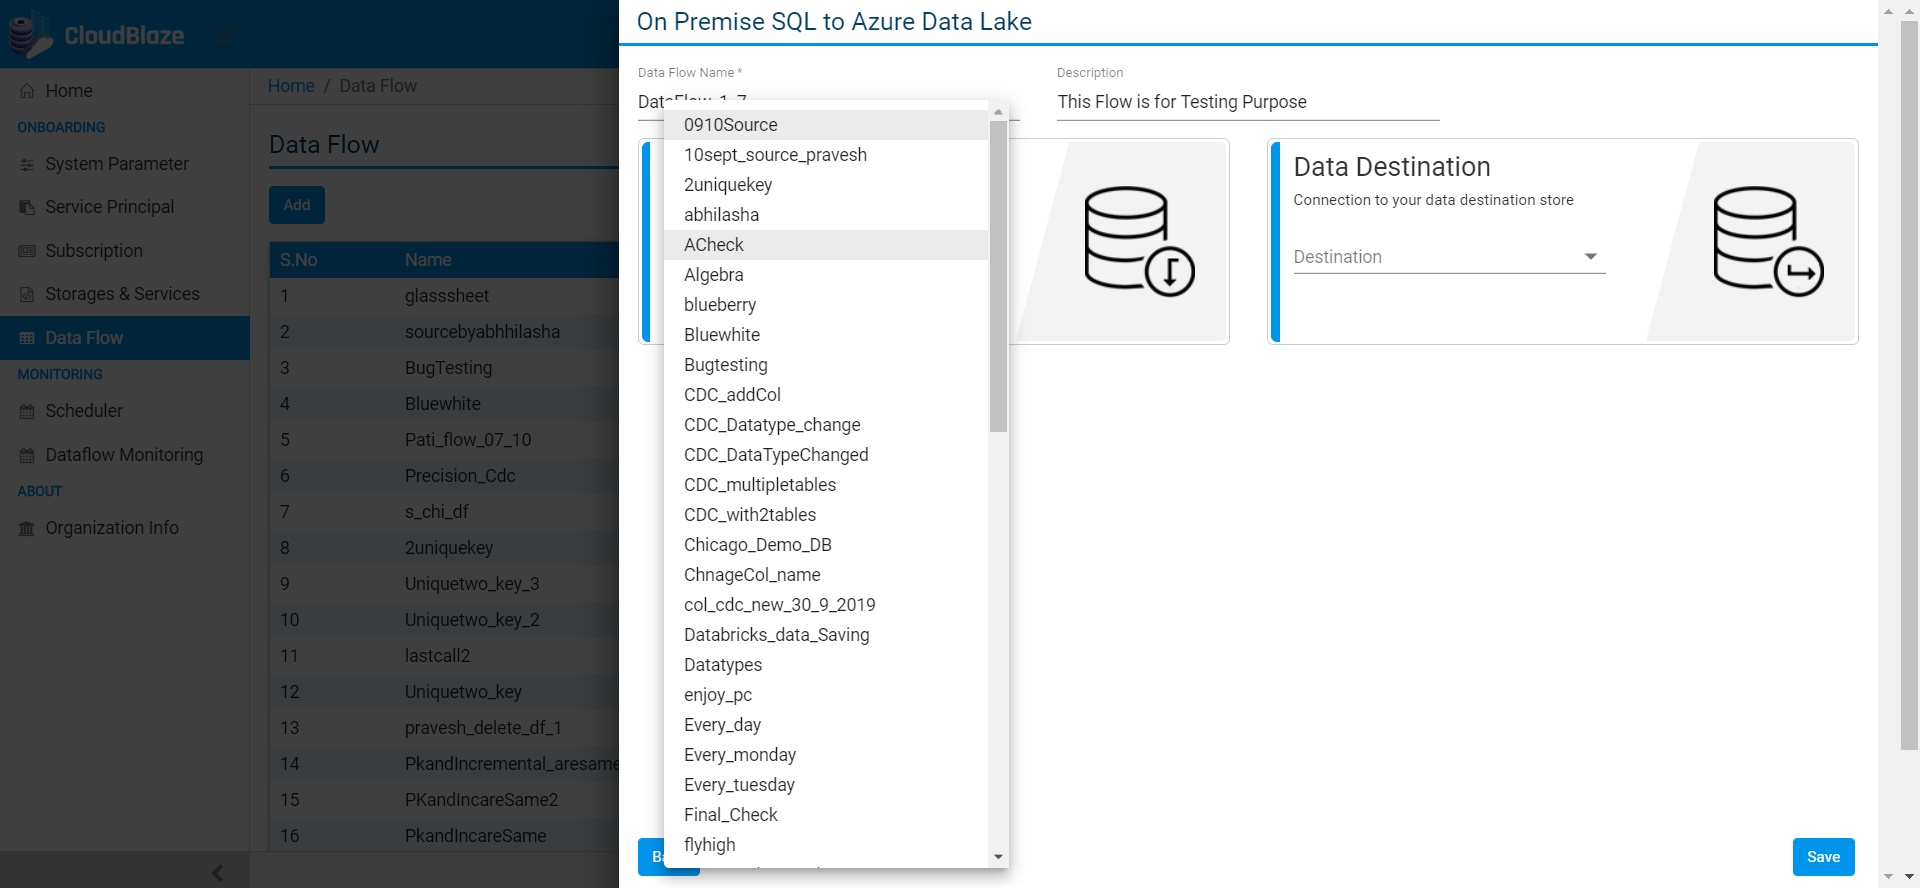 CloudBlaze
Home
ONBOARDING
System Parameter
Service Principal
Subscription
Storages & Services
Data Flow
MONITORING
Scheduler
Dataflow Monitoring
ABOUT
Organization Info
Home / Data Flow
Data Flow
Add
S.No Name
1 glasssheet
2 sourcebyabhhilasha
3 BugTesting
4 Bluewhite
5 Pati_flow_07_10
6 Precision_Cdc
7 s_chi_df
8 2uniquekey
9 Uniquetwo_key_3
10 Uniquetwo_key_2
11 lastcall2
12 Uniquetwo_key
13 pravesh_delete_df_1
14 PkandIncremental_aresame
15 PKandIncareSame2
16 PkandIncareSame
On Premise SQL to Azure Data Lake
Data Flow Name *
DataFlow_1_7
Description
This Flow is for Testing Purpose
0910Source
10sept_source_pravesh
2uniquekey
abhilasha
ACheck
Algebra
blueberry
Bluewhite
Bugtesting
CDC_addCol
CDC_Datatype_change
CDC_DataTypeChanged
CDC_multipletables
CDC_with2tables
Chicago_Demo_DB
ChnageCol_name
col_cdc_new_30_9_2019
Databricks_data_Saving
Datatypes
enjoy_pc
Every_day
Every_monday
Every_tuesday
Final_Check
flyhigh
Data Destination
Connection to your data destination store
Destination
Save